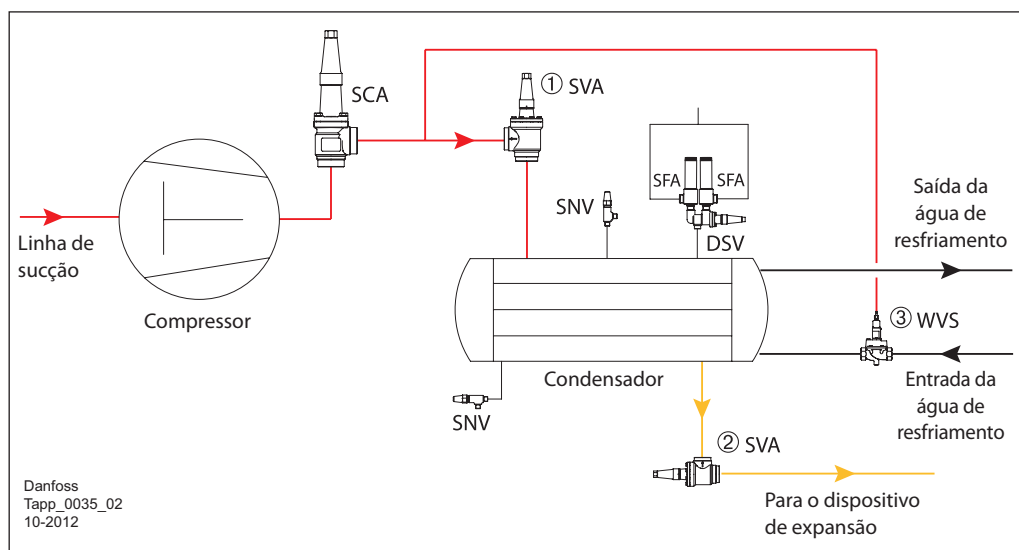 SCA
① SVA
SFA
SFA
SNV
DSV
Saída da
água de
resfriamento
Linha de
sucção
Compressor
③ WVS
Condensador
Entrada da
água de
resfriamento
SNV
② SVA
Para o dispositivo
de expansão
Danfoss
Tapp_0035_02
10-2012